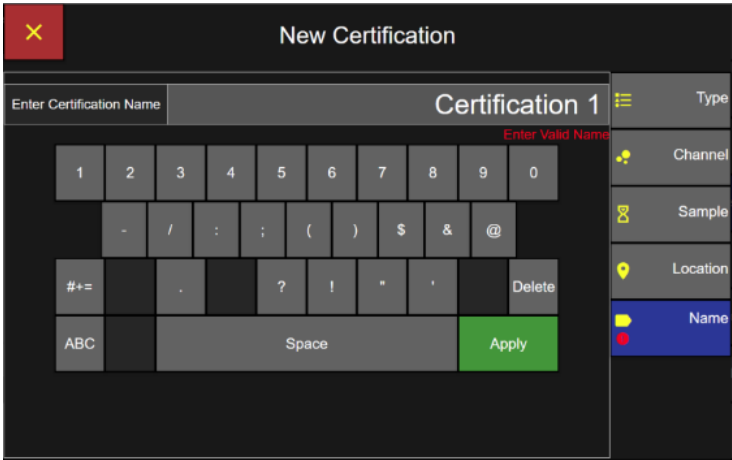 ×
New Certification
Enter Certification Name
Certification 1
Enter Valid Name
1 2 3 4 5 6 7 8 9 0
- / : ; ( ) $ & @
#+= . ? ! " ' Delete
ABC Space Apply
Type
Channel
Sample
Location
Name